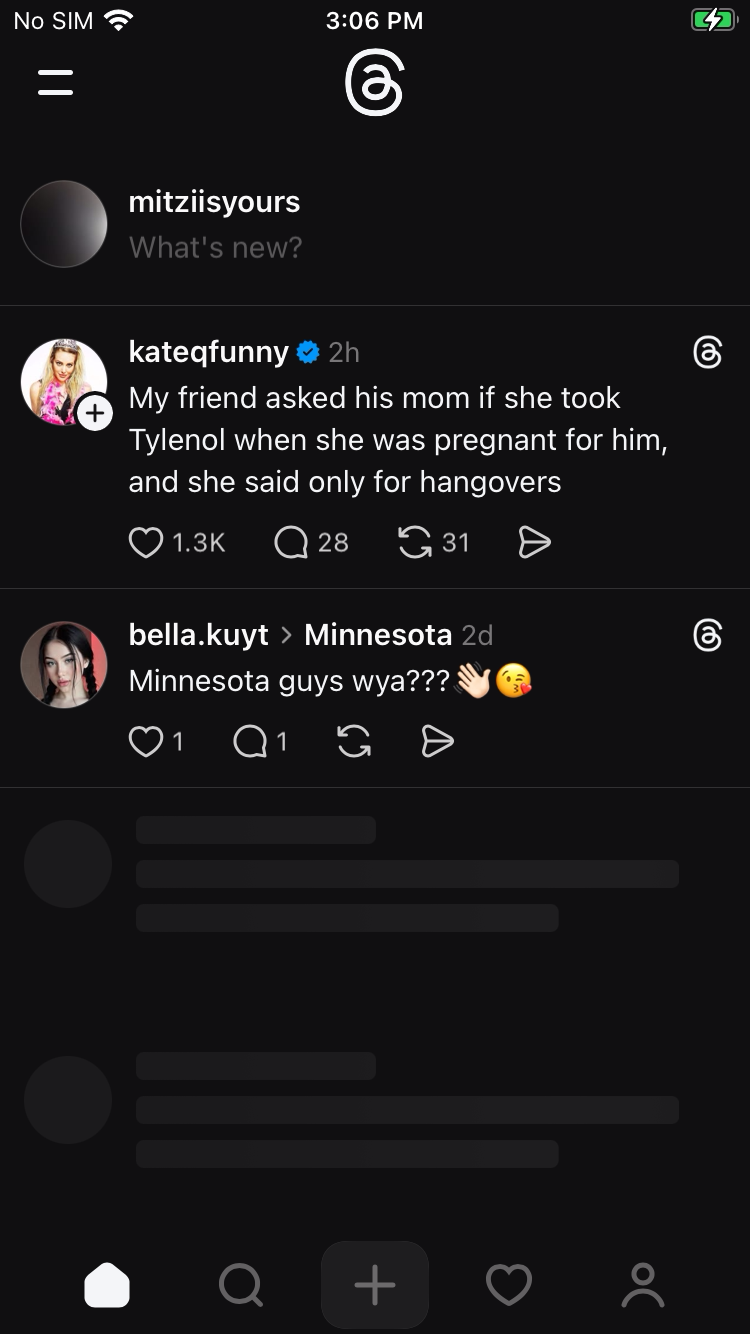 No SIM 3:06 PM
mitziisyours
What's new?
kateqfunny 2h
My friend asked his mom if she took
Tylenol when she was pregnant for him,
and she said only for hangovers
1.3K 28 31
bella.kuyt > Minnesota 2d
Minnesota guys wya???👋🏻😘
1 1